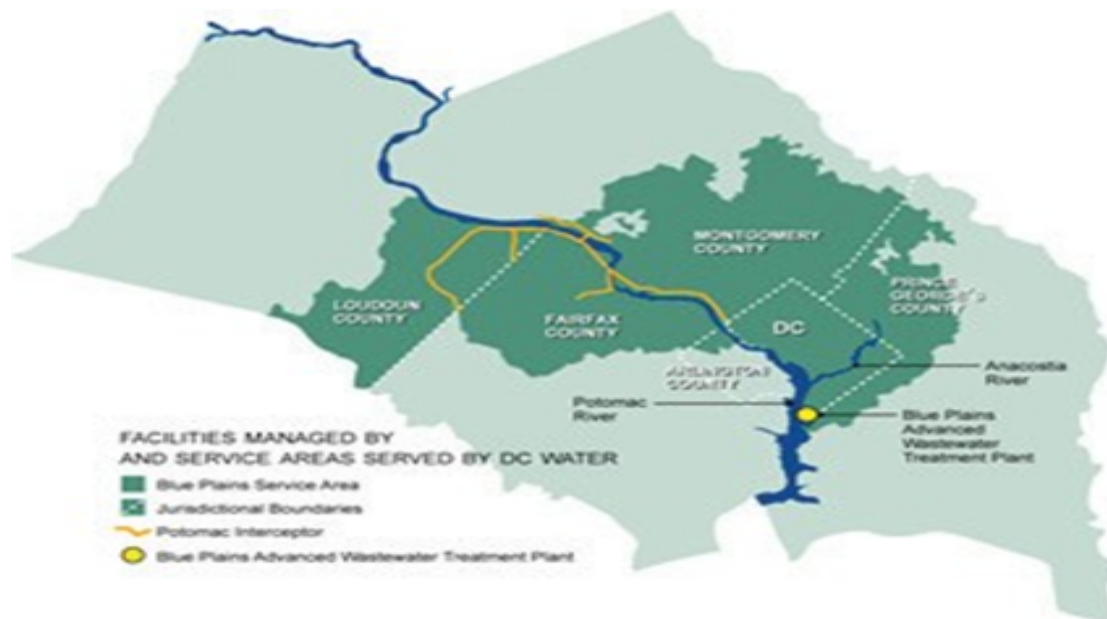 MONTGOMERY
COUNTY
PRINCE
GEORGE'S
COUNTY
LOUDOUN
COUNTY
FAIRFAX
COUNTY
DC
ARLINGTON
COUNTY
Anacostia
River
Potomac
River
Blue Plains
Advanced
Wastewater
Treatment Plant
FACILITIES MANAGED BY
AND SERVICE AREAS SERVED BY DC WATER
Blue Plains Service Area
Jurisdictional Boundaries
Potomac Interceptor
Blue Plains Advanced Wastewater Treatment Plant